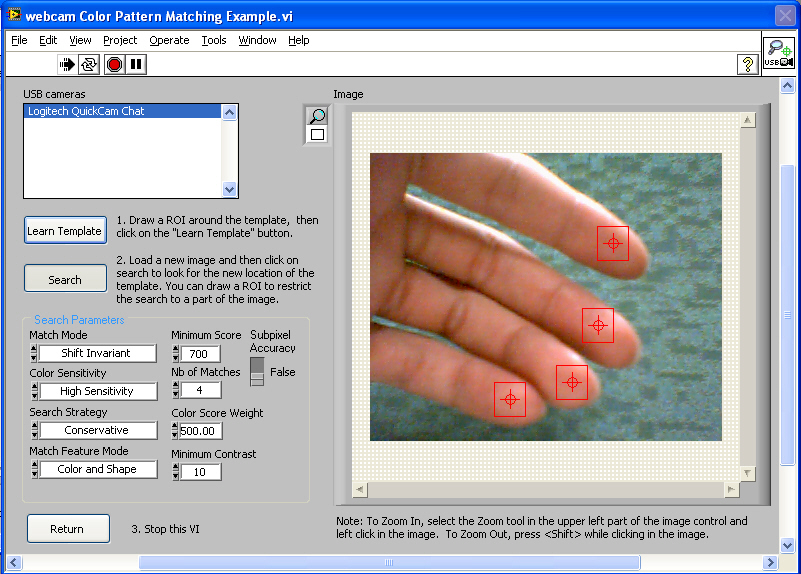 webcam Color Pattern Matching Example.vi
File Edit View Project Operate Tools Window Help
?
USB
USB cameras
Image
Logitech QuickCam Chat
Learn Template
1. Draw a ROI around the template, then
click on the "Learn Template" button.
Search
2. Load a new image and then click on
search to look for the new location of the
template. You can draw a ROI to restrict
the search to a part of the image.
Search Parameters
Match Mode
Shift Invariant
Color Sensitivity
High Sensitivity
Search Strategy
Conservative
Match Feature Mode
Color and Shape
Minimum Score
700
Nb of Matches
4
Color Score Weight
500.00
Minimum Contrast
10
Subpixel
Accuracy
False
Return
3. Stop this VI
Note: To Zoom In, select the Zoom tool in the upper left part of the image control and
left click in the image. To Zoom Out, press <Shift> while clicking in the image.